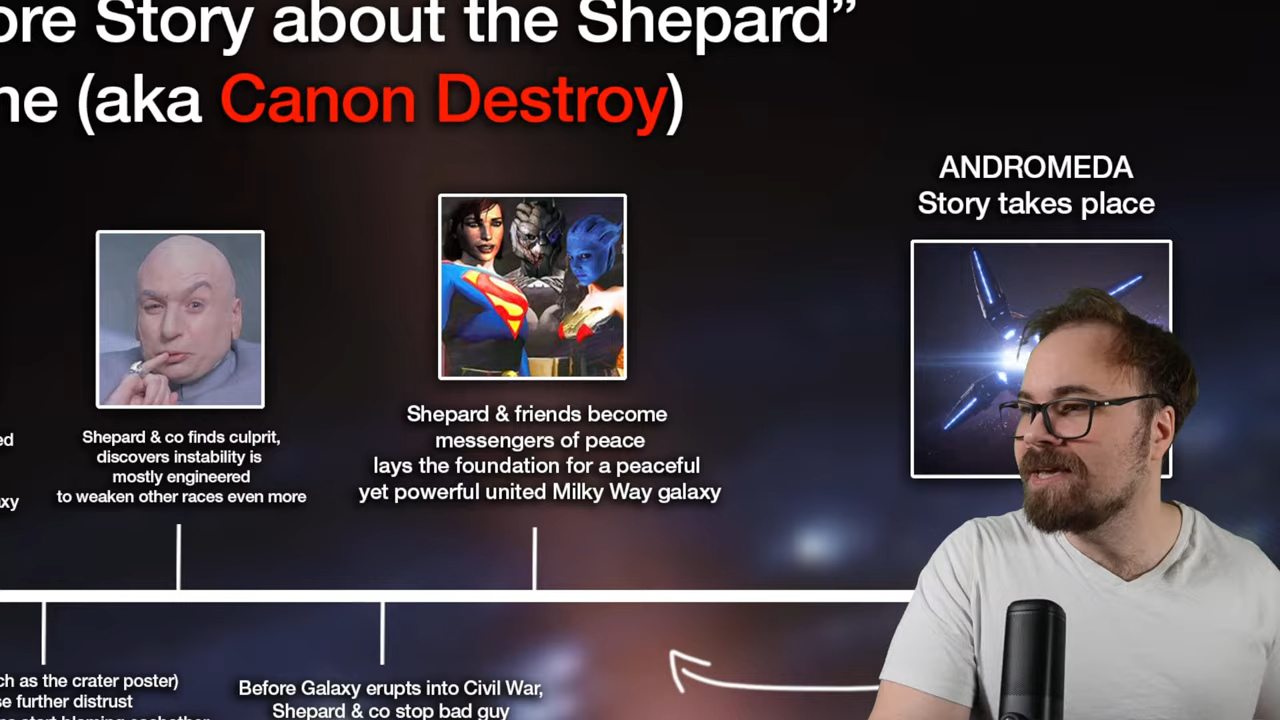 ore Story about the Shepard”
ne (aka Canon Destroy)
ANDROMEDA
Story takes place
ed
xy
Shepard & co finds culprit,
discovers instability is
mostly engineered
to weaken other races even more
Shepard & friends become
messengers of peace
lays the foundation for a peaceful
yet powerful united Milky Way galaxy
ch as the crater poster)
se further distrust
Before Galaxy erupts into Civil War,
Shepard & co stop bad guy